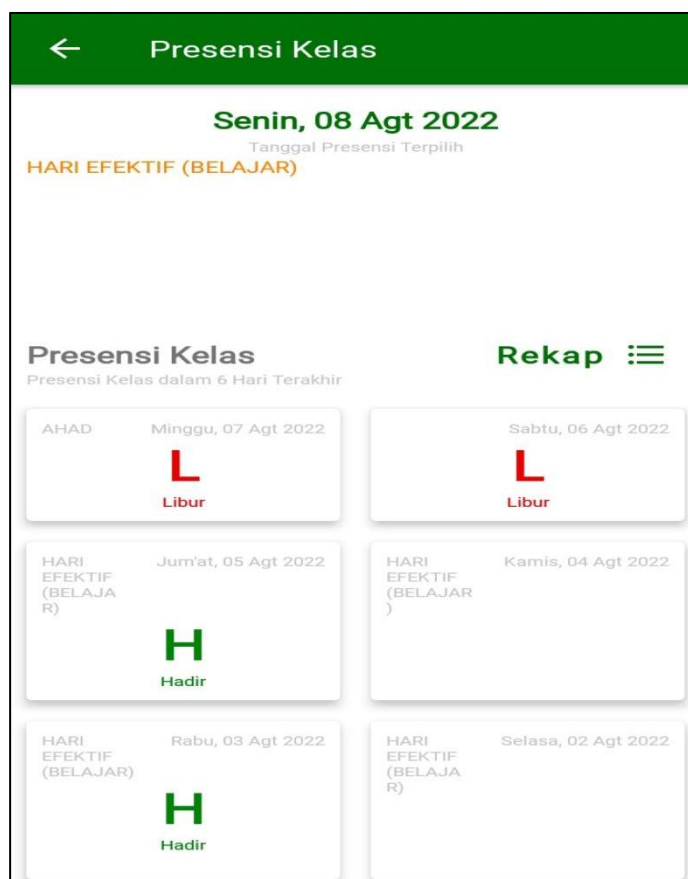 Presensi Kelas
Senin, 08 Agt 2022
Tanggal Presensi Terpilih
HARI EFEKTIF (BELAJAR)
Presensi Kelas
Rekap
Presensi Kelas dalam 6 Hari Terakhir
AHAD
Minggu, 07 Agt 2022
L
Libur
Sabtu, 06 Agt 2022
L
Libur
HARI
EFEKTIF
(BELAJA
R)
Jum'at, 05 Agt 2022
H
Hadir
HARI
EFEKTIF
(BELAJAR
)
Kamis, 04 Agt 2022
HARI
EFEKTIF
(BELAJAR)
Rabu, 03 Agt 2022
H
Hadir
HARI
EFEKTIF
(BELAJA
R)
Selasa, 02 Agt 2022